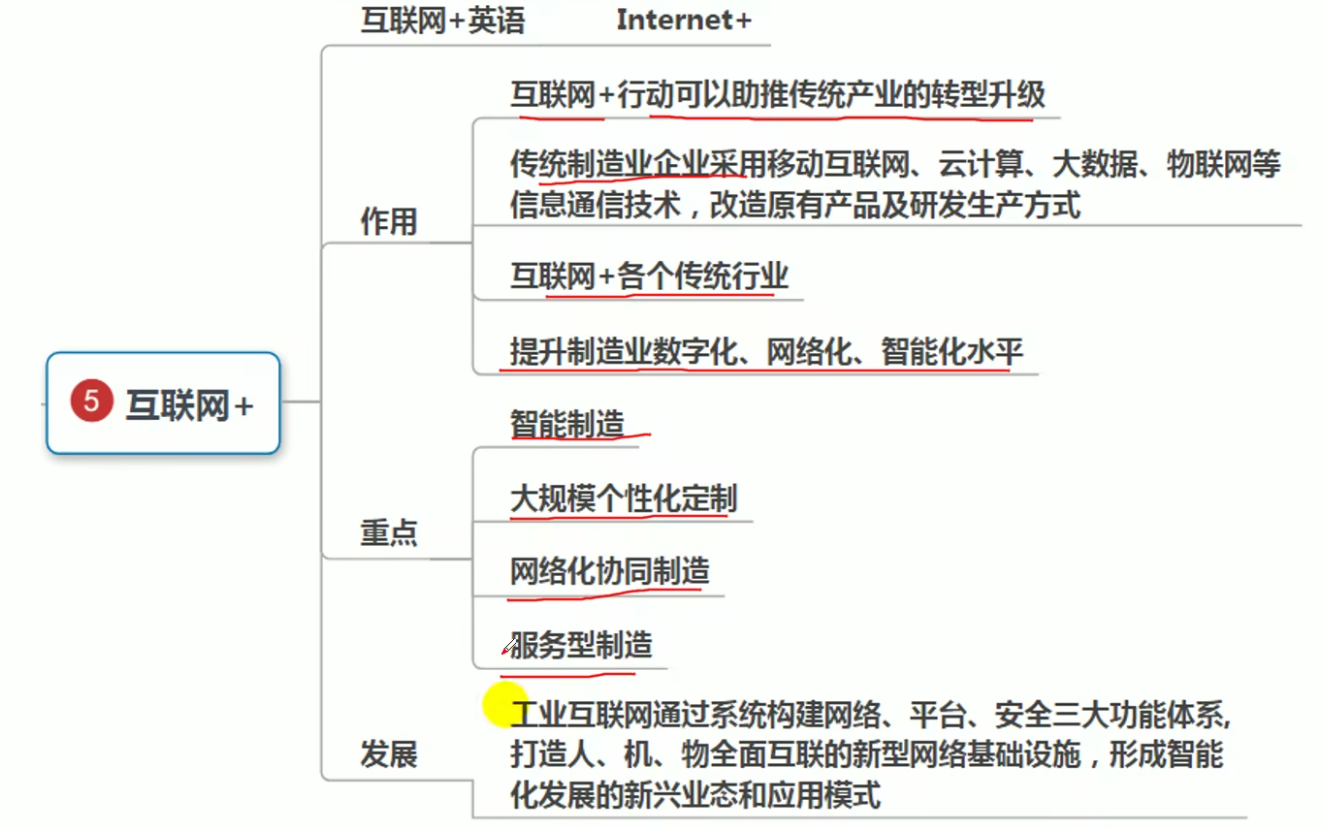 互联网+英语 Internet+
互联网+行动可以助推传统产业的转型升级
传统制造业企业采用移动互联网、云计算、大数据、物联网等
信息通信技术，改造原有产品及研发生产方式
作用
互联网+各个传统行业
提升制造业数字化、网络化、智能化水平
5 互联网+
智能制造
大规模个性化定制
重点
网络化协同制造
服务型制造
工业互联网通过系统构建网络、平台、安全三大功能体系,
打造人、机、物全面互联的新型网络基础设施，形成智能
化发展的新兴业态和应用模式
发展